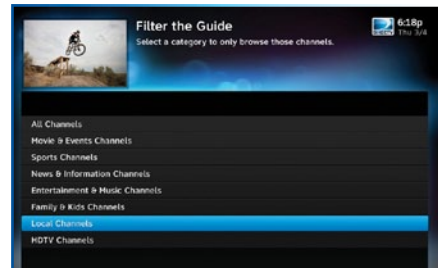 Filter the Guide
Select a category to only browse those channels.
DIRECTV
6:18p
Thu 3/4
All Channels
Movie & Events Channels
Sports Channels
News & Information Channels
Entertainment & Music Channels
Family & Kids Channels
Local Channels
HDTV Channels